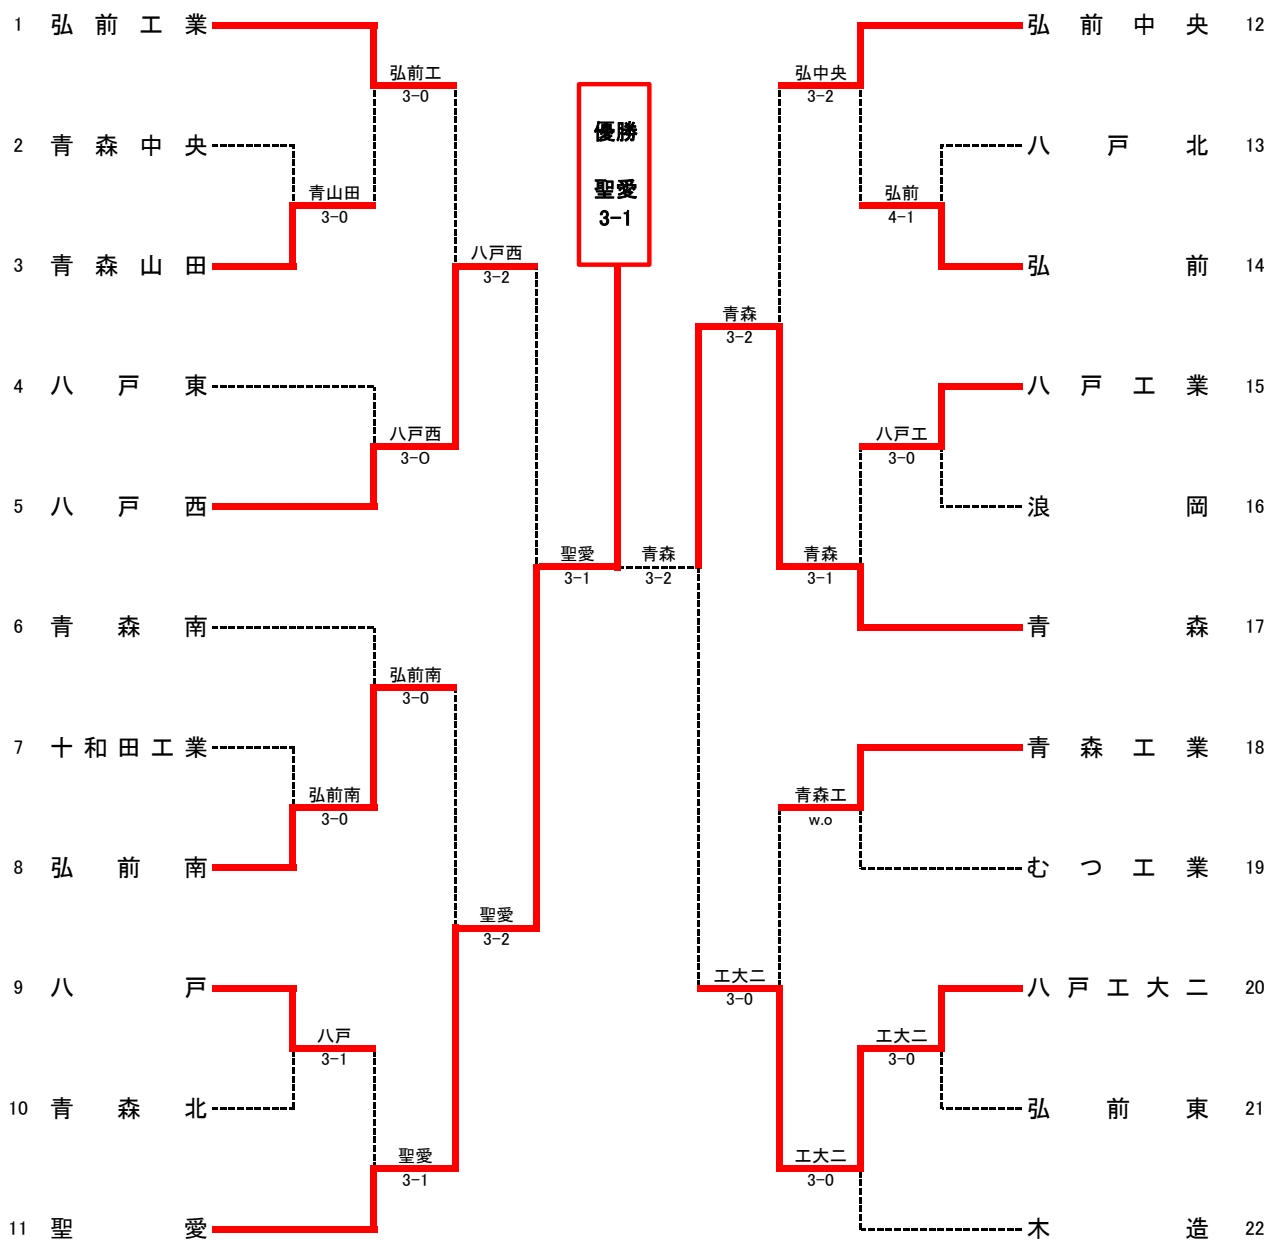 1 弘前工業
2 青森中央
3 青森山田
4 八戸東
5 八戸西
6 青森南
7 十和田工業
8 弘前南
9 八戸
10 青森北
11 聖愛
青山田
3-0
弘前南
3-0
八戸
3-1
弘前工
3-0
八戸西
3-O
弘前南
3-0
聖愛
3-1
八戸西
3-2
聖愛
3-2
聖愛
3-1
優勝
聖愛
3-1
青森
3-2
青森
3-2
工大二
3-0
弘中央
3-2
青森
3-1
青森工
w.o
工大二
3-0
弘前
4-1
八戸工
3-0
工大二
3-0
弘前中央 12
八戸北 13
弘前 14
八戸工業 15
浪岡 16
青森 17
青森工業 18
むつ工業 19
八戸工大二 20
弘前東 21
木造 22